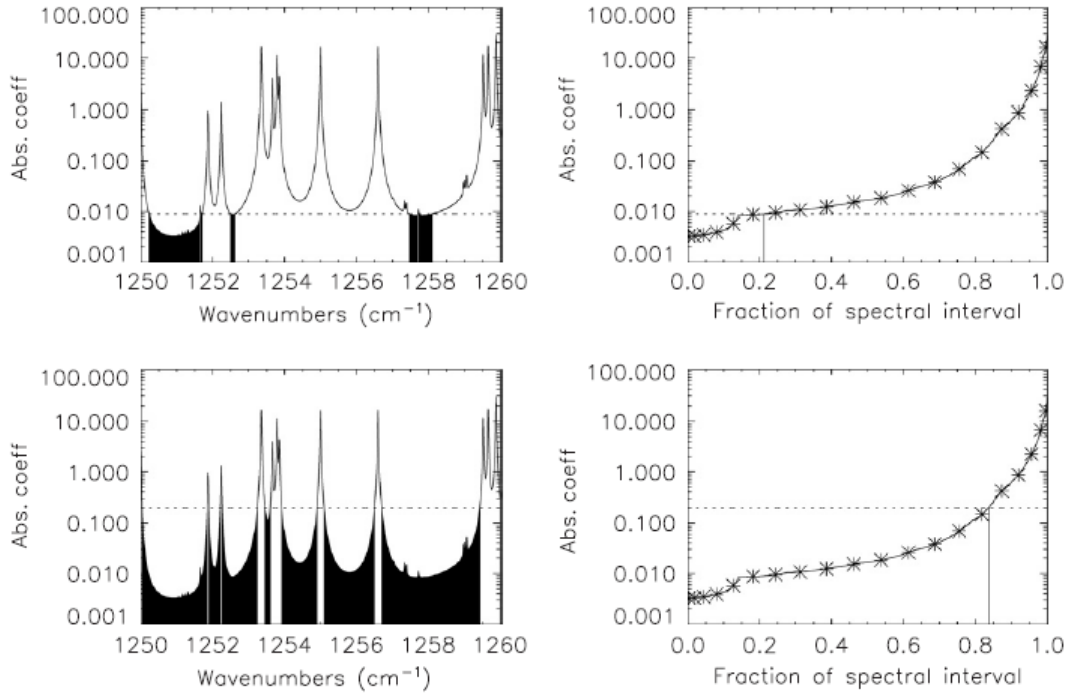 100.000
10.000
1.000
0.100
0.010
0.001
Abs. coeff
1250 1252 1254 1256 1258 1260
Wavenumbers (cm⁻¹)
100.000
10.000
1.000
0.100
0.010
0.001
Abs. coeff
0.0 0.2 0.4 0.6 0.8 1.0
Fraction of spectral interval
100.000
10.000
1.000
0.100
0.010
0.001
Abs. coeff
1250 1252 1254 1256 1258 1260
Wavenumbers (cm⁻¹)
100.000
10.000
1.000
0.100
0.010
0.001
Abs. coeff
0.0 0.2 0.4 0.6 0.8 1.0
Fraction of spectral interval